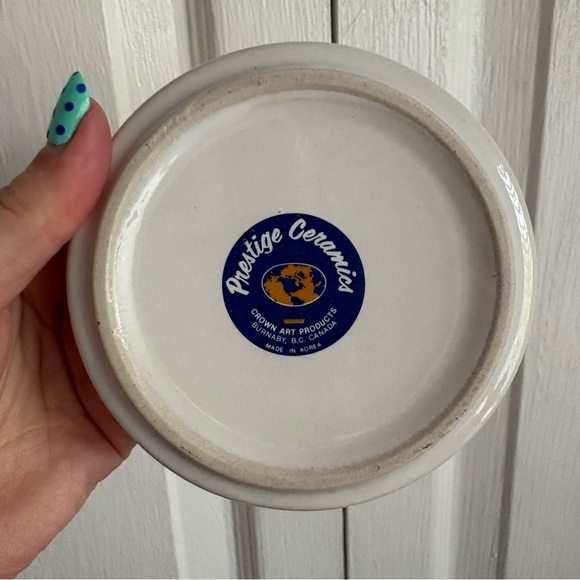 Prestige Ceramics
CROWN ART PRODUCTS
BURNABY, B.C. CANADA
MADE IN KOREA